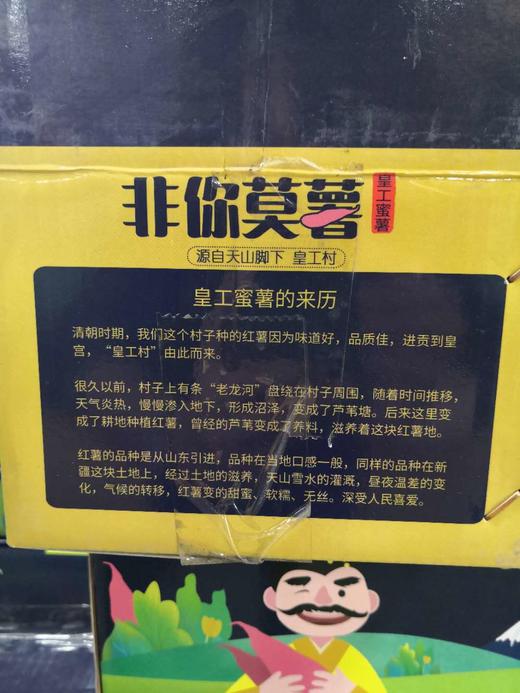 非你莫薯
皇工蜜薯
源自天山脚下 皇工村
皇工蜜薯的来历
清朝时期，我们这个村子种的红薯因为味道好，品质佳，进贡到皇
宫，“皇工村”由此而来。
很久以前，村子上有条“老龙河”盘绕在村子周围，随着时间推移，
天气炎热，慢慢渗入地下，形成沼泽，变成了芦苇塘。后来这里变
成了耕地种植红薯，曾经的芦苇变成了养料，滋养着这块红薯地。
红薯的品种是从山东引进，品种在当地口感一般，同样的品种在新
疆这块土地上，经过土地的滋养，天山雪水的灌溉，昼夜温差的变
化，气候的转移，红薯变的甜蜜、软糯、无丝。深受人民喜爱。